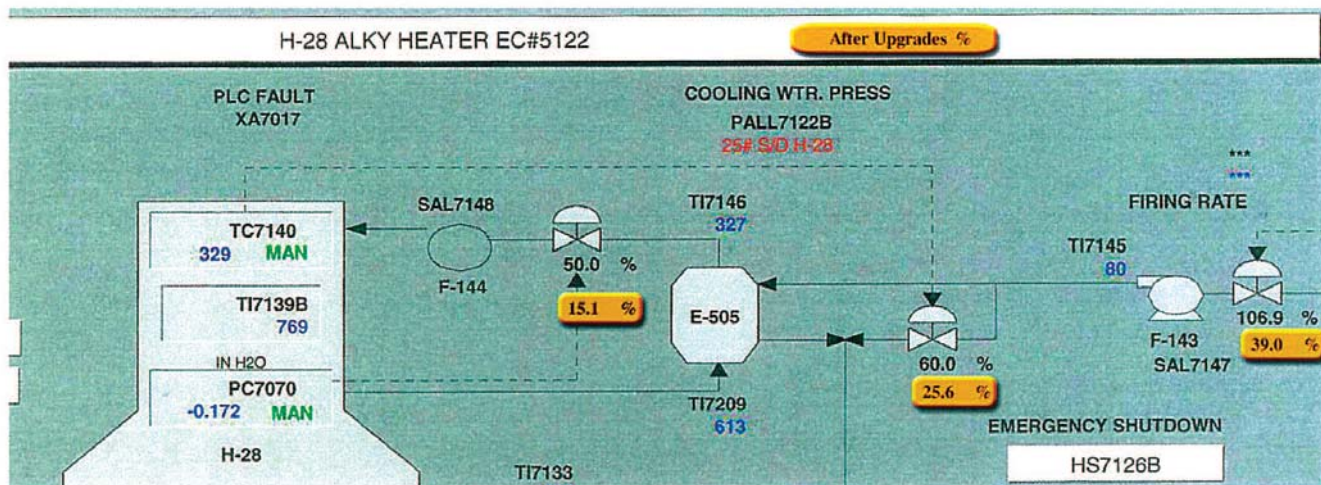 H-28 ALKY HEATER EC#5122
After Upgrades %
PLC FAULT
XA7017
COOLING WTR. PRESS
PALL7122B
25# S/D H-28
***
***
FIRING RATE
SAL7148
TI7146
327
TC7140
329 MAN
TI7145
80
50.0 %
F-144
15.1 %
TI7139B
769
E-505
IN H2O
PC7070
-0.172 MAN
60.0 %
25.6 %
F-143
SAL7147
106.9 %
39.0 %
TI7209
613
H-28
TI7133
EMERGENCY SHUTDOWN
HS7126B